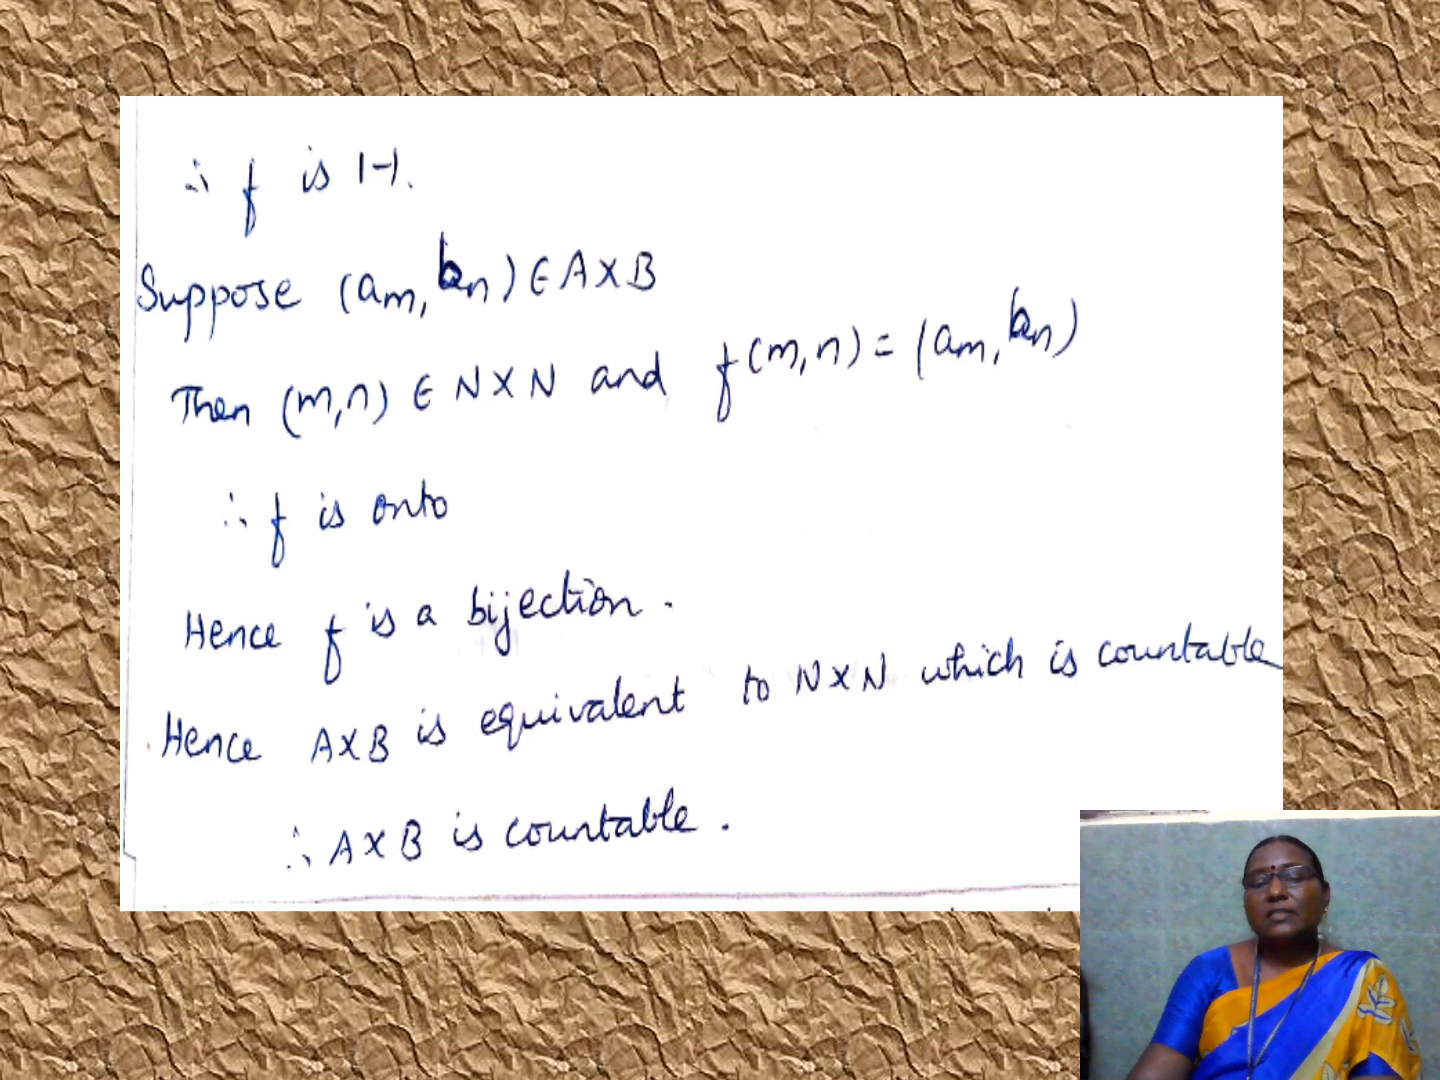 ∴ f is 1-1.
Suppose (am, bn) ∈ A×B
Then (m,n) ∈ N×N and f(m,n) = (am, bn)
∴ f is onto
Hence f is a bijection.
Hence A×B is equivalent to N×N which is countable
∴ A×B is countable.